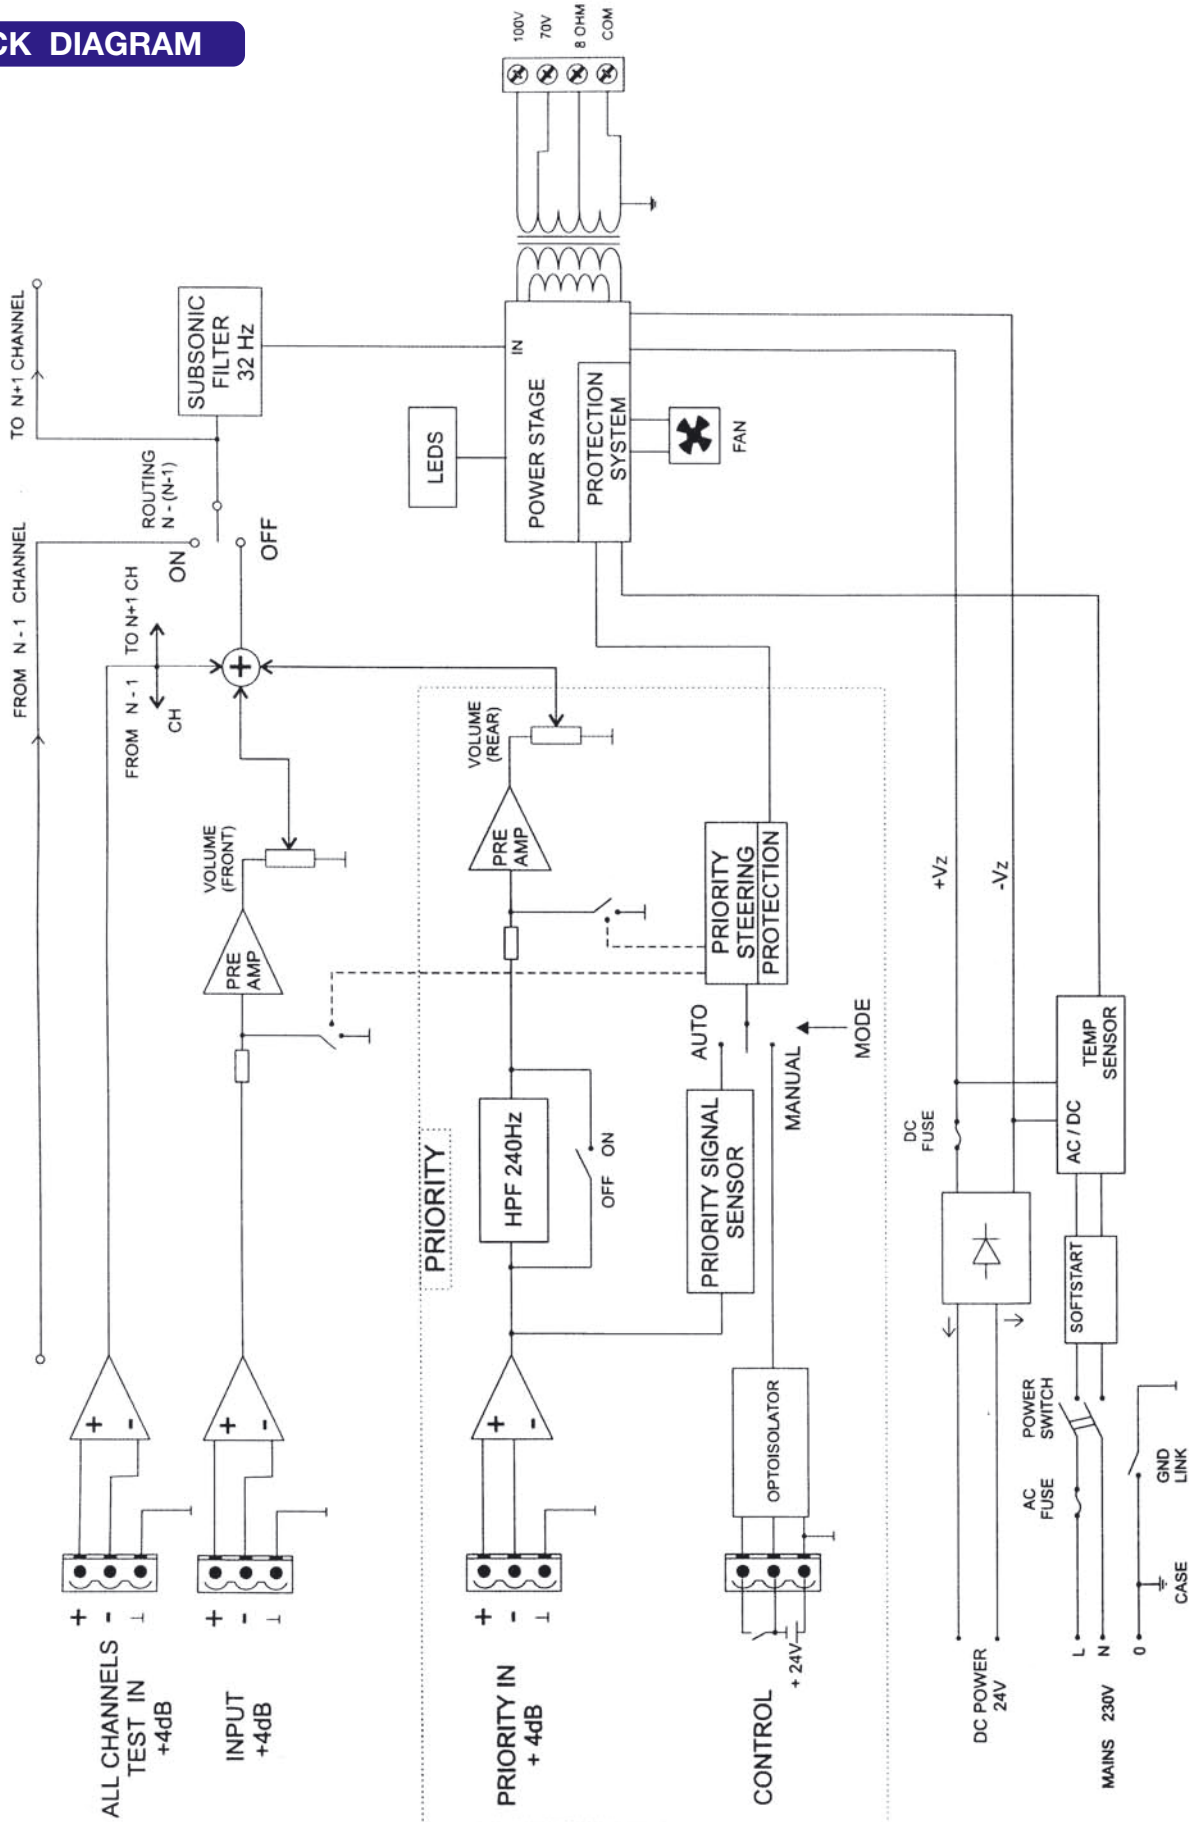 CK DIAGRAM
100V
70V
8 OHM
COM
TO N+1 CHANNEL
SUBSONIC
FILTER
32 Hz
IN
POWER STAGE
PROTECTION
SYSTEM
LEDS
FAN
ROUTING
N - (N-1)
ON
OFF
FROM N - 1 CHANNEL
FROM N - 1 TO N+1 CH
CH
VOLUME
(FRONT)
PRE
AMP
VOLUME
(REAR)
PRE
AMP
PRIORITY
STEERING
PROTECTION
AUTO
MANUAL
MODE
PRIORITY
HPF 240Hz
OFF ON
PRIORITY SIGNAL
SENSOR
OPTOISOLATOR
+Vz
-Vz
TEMP
SENSOR
AC / DC
DC
FUSE
SOFTSTART
POWER
SWITCH
AC
FUSE
GND
LINK
CASE
+
-
⊥
ALL CHANNELS
TEST IN
+4dB
+
-
⊥
INPUT
+4dB
+
-
⊥
PRIORITY IN
+ 4dB
+ 24V
CONTROL
DC POWER
24V
L
N
0
MAINS 230V